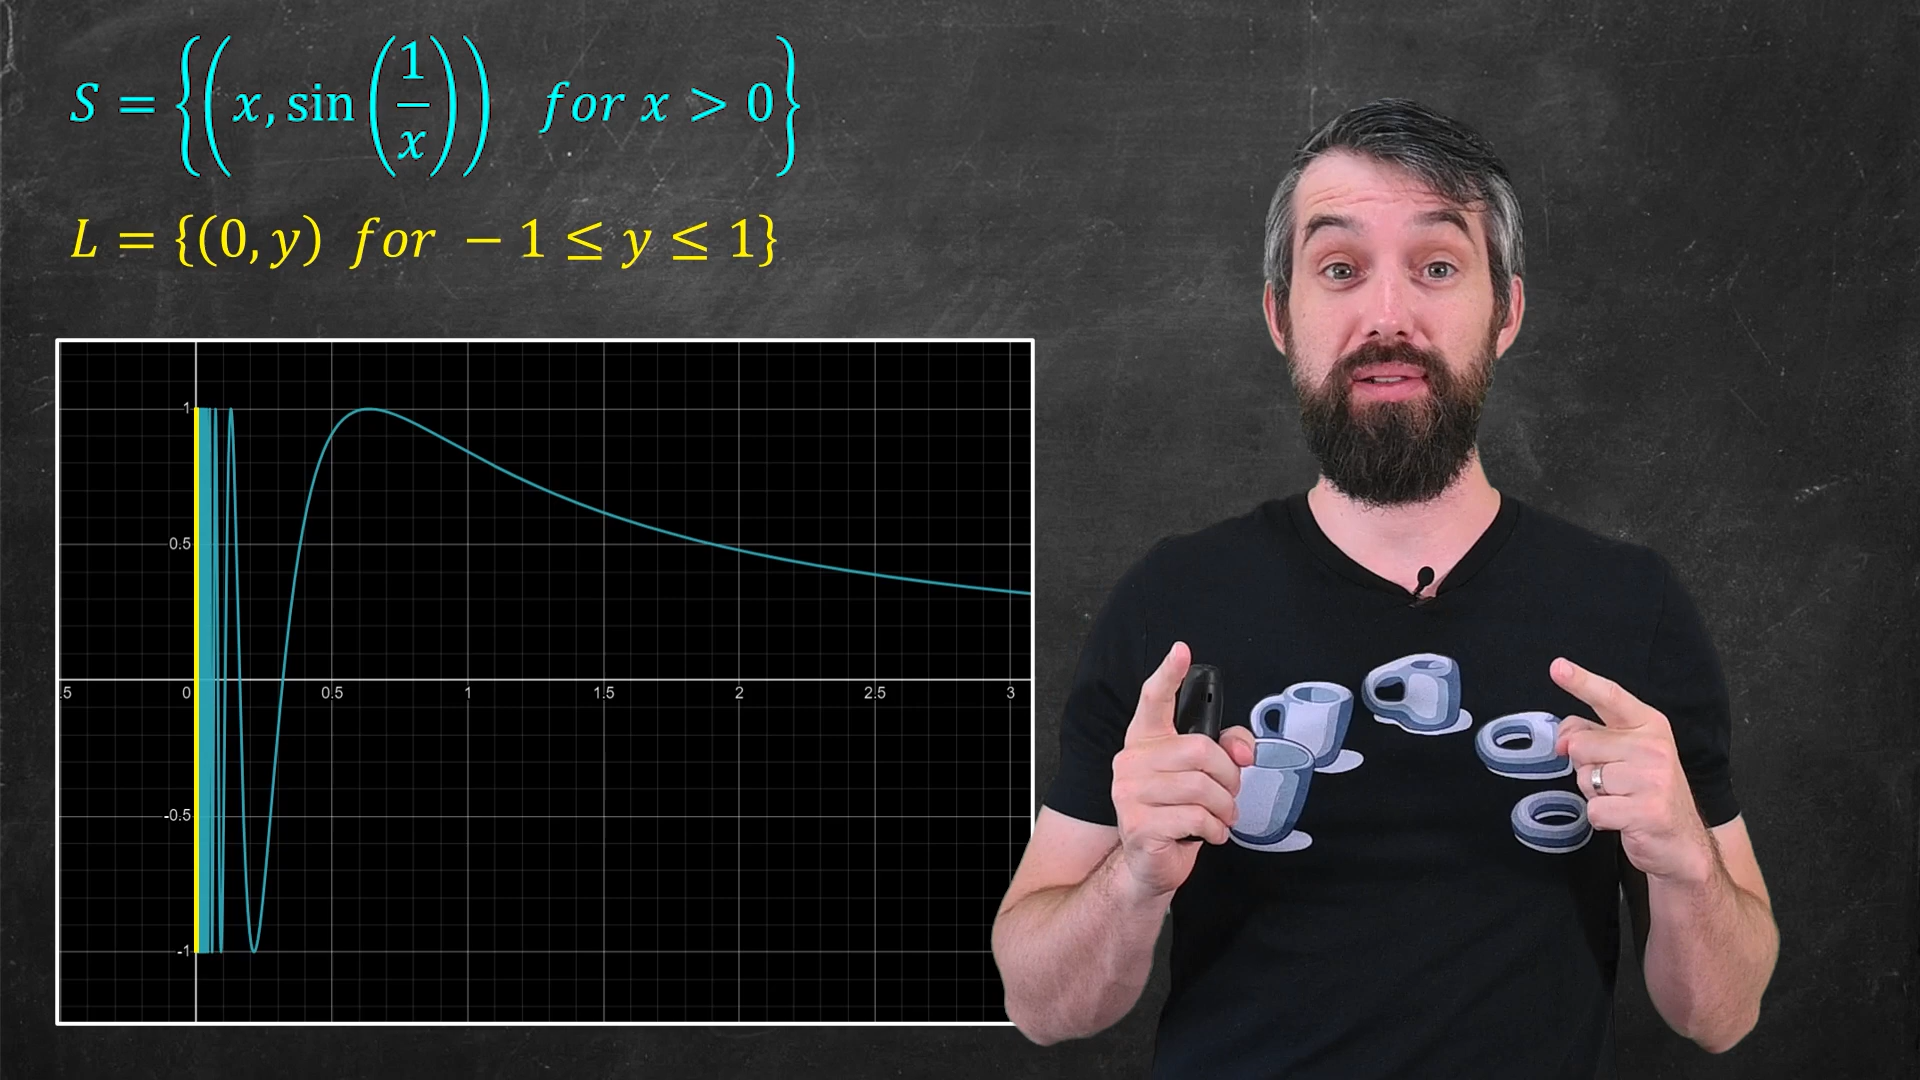 S = {(x, sin(1/x)) for x > 0}
L = {(0, y) for − 1 ≤ y ≤ 1}
1
0.5
.5 0 0.5 1 1.5 2 2.5 3
-0.5
-1